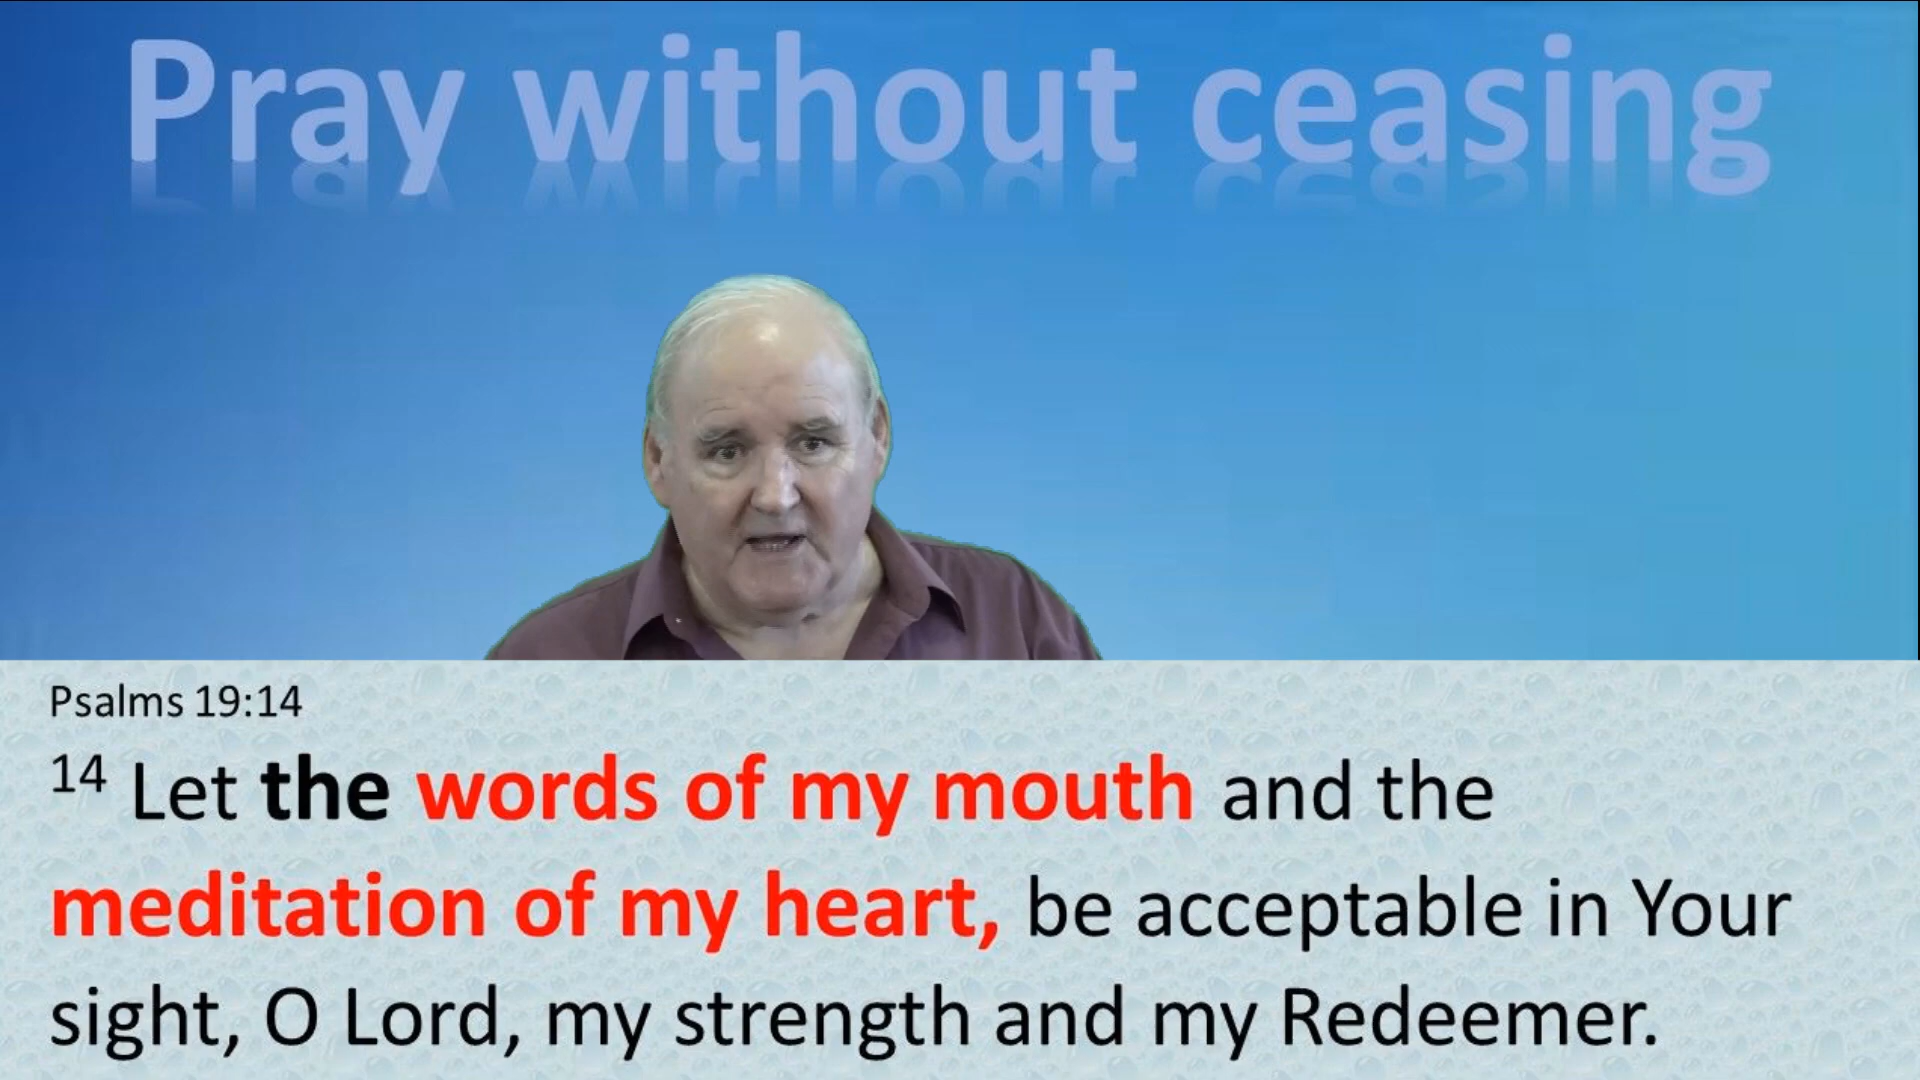 Pray without ceasing
Psalms 19:14
14 Let the words of my mouth and the
meditation of my heart, be acceptable in Your
sight, O Lord, my strength and my Redeemer.